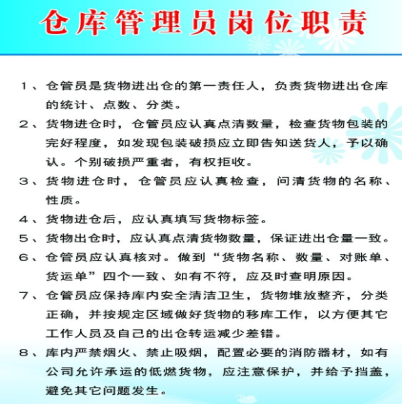 仓库管理员岗位职责
1、仓管员是货物进出仓的第一责任人，负责货物进出仓库
的统计、点数、分类。
2、货物进仓时，仓管员应认真点清数量，检查货物包装的
完好程度，如发现包装破损应立即告知送货人，予以确
认。个别破损严重者，有权拒收。
3、货物进仓时，仓管员应认真检查，问清货物的名称、
性质。
4、货物进仓后，应认真填写货物标签。
5、货物出仓时，应认真点清货物数量，保证进出仓量一致。
6、仓管员应认真核对。做到“货物名称、数量、对账单、
货运单”四个一致、如有不符，应及时查明原因。
7、仓管员应保持库内安全清洁卫生，货物堆放整齐，分类
正确，并按规定区域做好货物的移库工作，以方便其它
工作人员及自己的出仓转运减少差错。
8、库内严禁烟火、禁止吸烟，配置必要的消防器材，如有
公司允许承运的低燃货物，应注意保护，并给予挡盖，
避免其它问题发生。